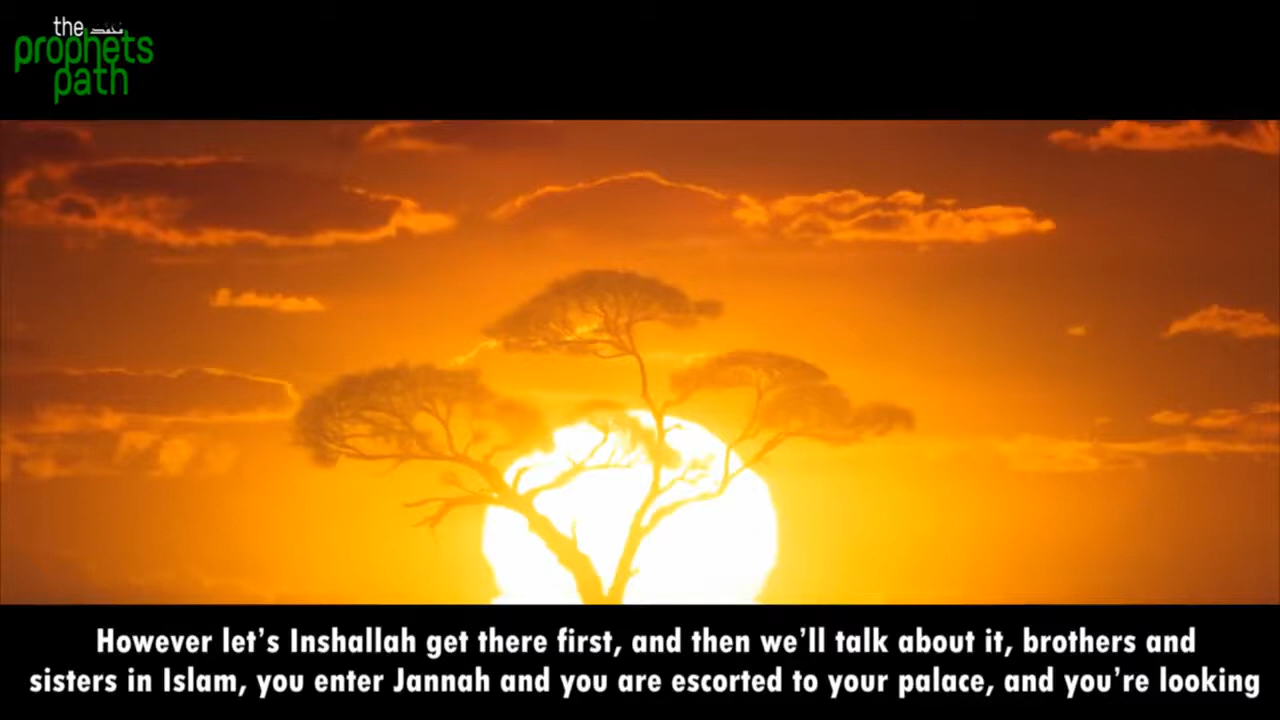 the محمد
prophets
path
However let's Inshallah get there first, and then we'll talk about it, brothers and
sisters in Islam, you enter Jannah and you are escorted to your palace, and you're looking